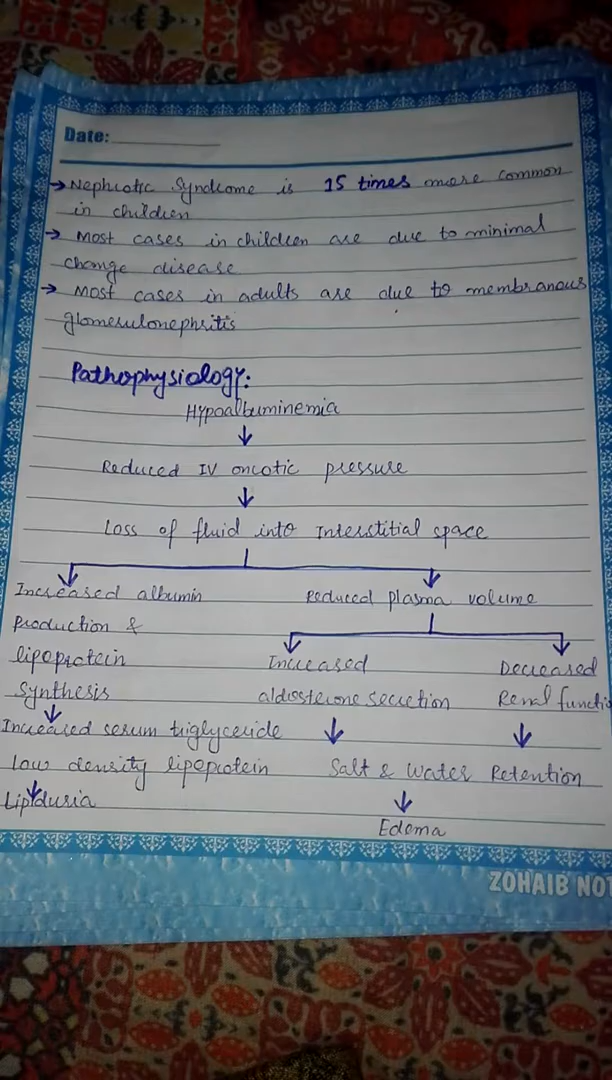 Date:
→ Nephrotic Syndrome is 15 times more common
in children
→ Most cases in children are due to minimal
change disease
→ Most cases in adults are due to membranous
glomerulonephritis
Pathophysiology:
Hypoalbuminemia
↓
Reduced IV oncotic pressure
↓
Loss of fluid into Interstitial space
Increased albumin Reduced plasma volume
production &
lipoprotein Increased Decreased
Synthesis aldosterone secretion Renal functi
↓
Increased serum triglyceride ↓ ↓
low density lipoprotein Salt & Water Retention
↓ ↓
Lipiduria
Edema
ZOHAIB NOT